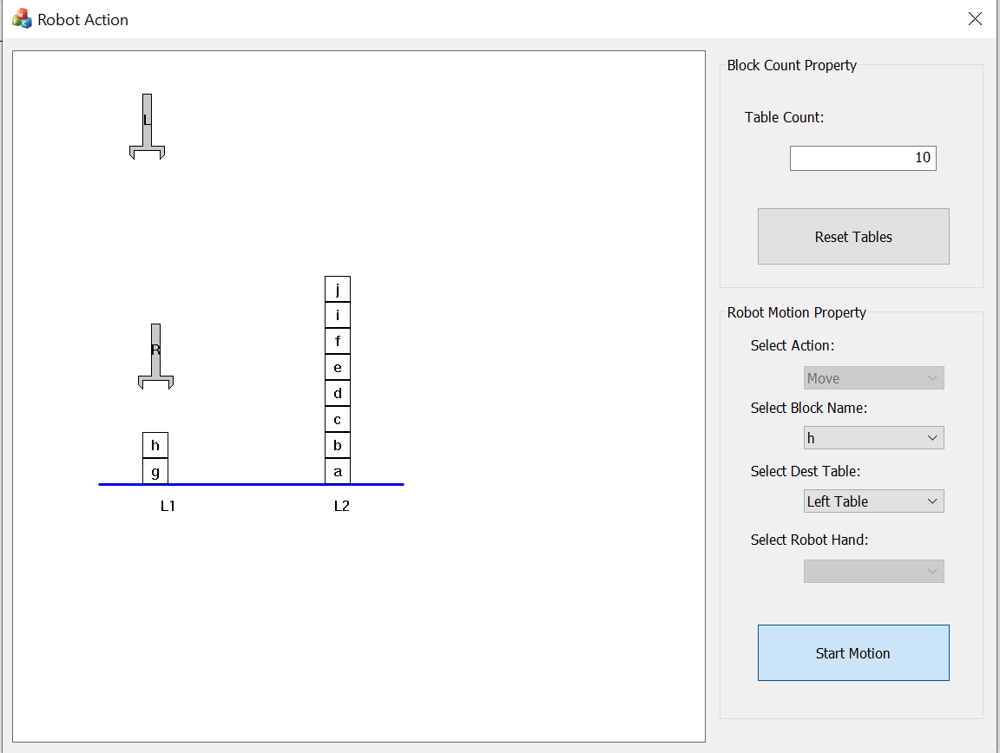 Robot Action
L
R
j
i
f
e
d
c
h
b
g
a
L1
L2
Block Count Property
Table Count:
10
Reset Tables
Robot Motion Property
Select Action:
Move
Select Block Name:
h
Select Dest Table:
Left Table
Select Robot Hand:
Start Motion